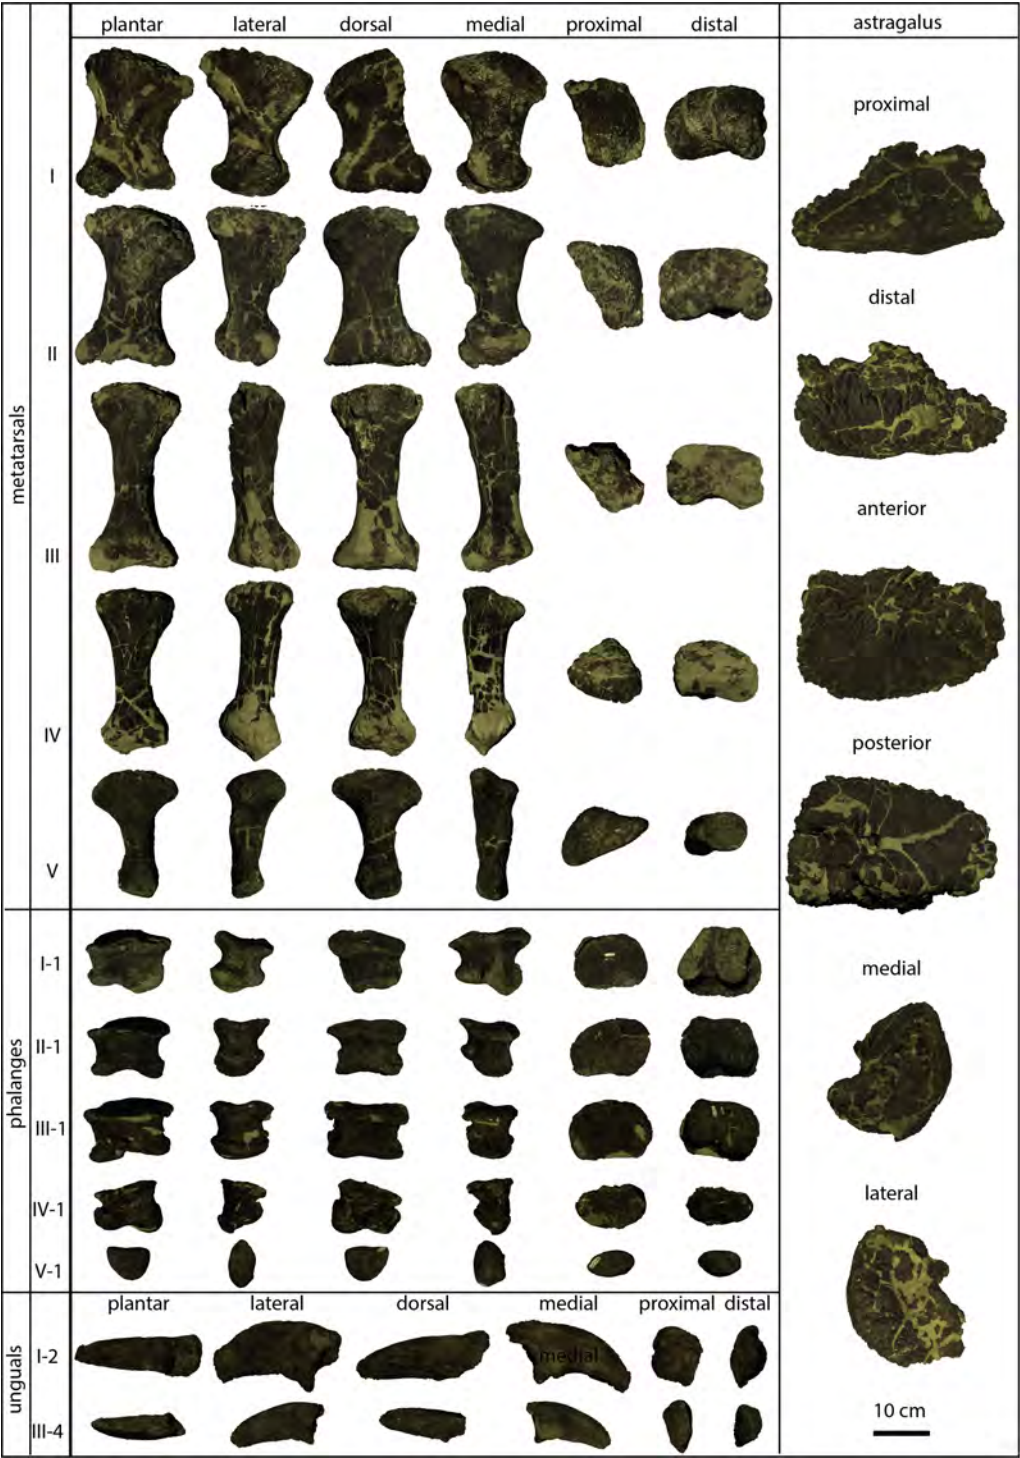 plantar lateral dorsal medial proximal distal astragalus
proximal
I
distal
II
metatarsals
anterior
III
IV
posterior
V
medial
I-1
II-1
phalanges
III-1
lateral
IV-1
V-1
plantar lateral dorsal medial proximal distal
I-2
medial
unguals
III-4
10 cm